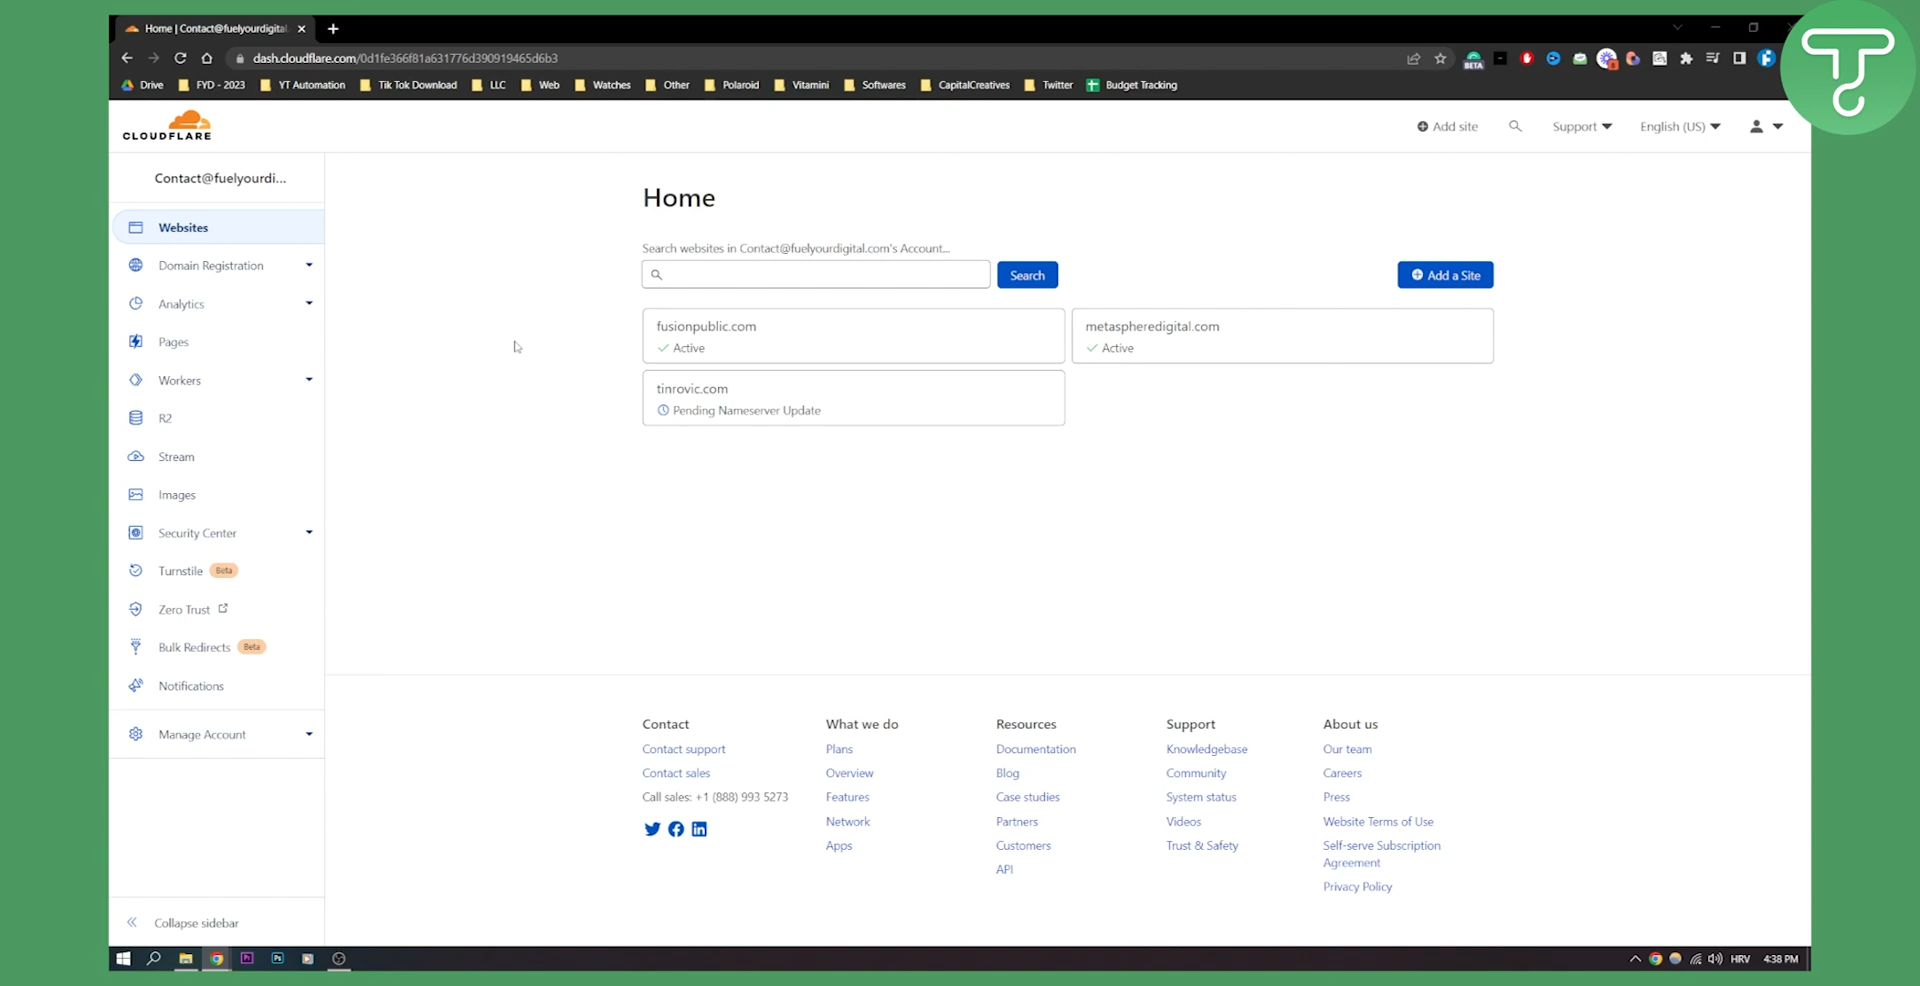 Home | Contact@fuelyourdigital
dash.cloudflare.com/0d1fe366f81a631776d390919465d6b3
BETA
Drive FYD - 2023 YT Automation Tik Tok Download LLC Web Watches Other Polaroid Vitamini Softwares CapitalCreatives Twitter Budget Tracking
CLOUDFLARE
Add site Support English (US)
Contact@fuelyourdi...
Websites
Domain Registration
Analytics
Pages
Workers
R2
Stream
Images
Security Center
Turnstile Beta
Zero Trust
Bulk Redirects Beta
Notifications
Manage Account
Collapse sidebar
Home
Search websites in Contact@fuelyourdigital.com's Account...
Search
Add a Site
fusionpublic.com
Active
metaspheredigital.com
Active
tinrovic.com
Pending Nameserver Update
Contact
Contact support
Contact sales
Call sales: +1 (888) 993 5273
What we do
Plans
Overview
Features
Network
Apps
Resources
Documentation
Blog
Case studies
Partners
Customers
API
Support
Knowledgebase
Community
System status
Videos
Trust & Safety
About us
Our team
Careers
Press
Website Terms of Use
Self-serve Subscription
Agreement
Privacy Policy
Pr Ps
HRV 4:38 PM